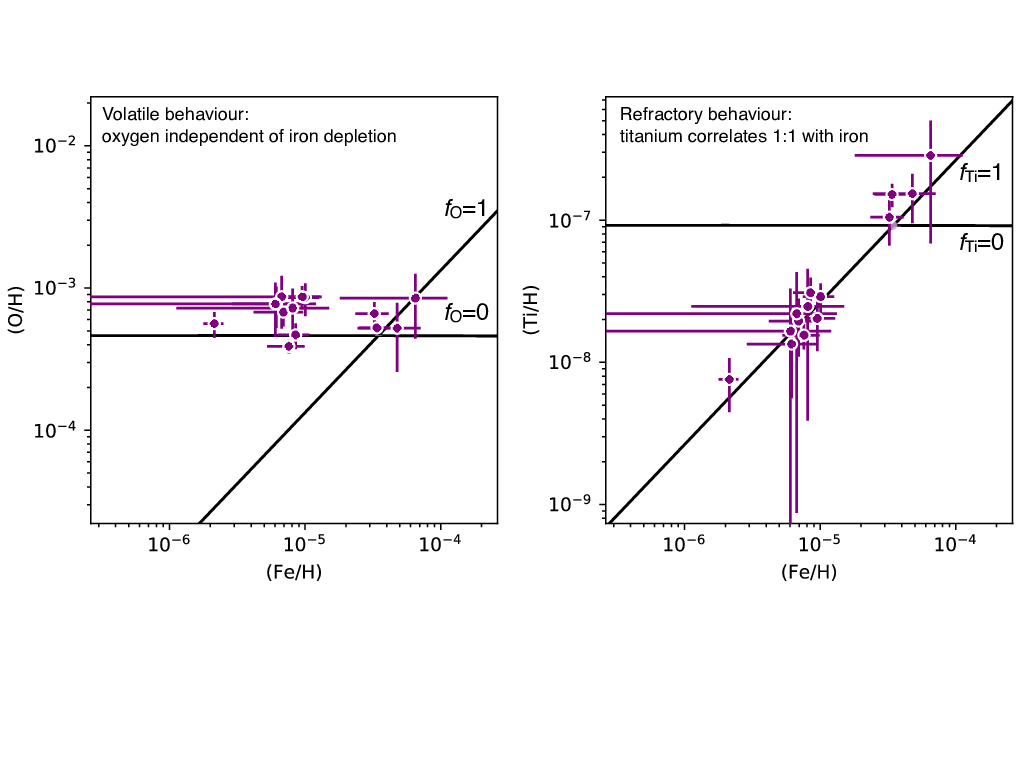 Volatile behaviour:
oxygen independent of iron depletion
10⁻²
10⁻³
10⁻⁴
(O/H)
fO=1
fO=0
10⁻⁶
10⁻⁵
10⁻⁴
(Fe/H)
Refractory behaviour:
titanium correlates 1:1 with iron
10⁻⁷
10⁻⁸
10⁻⁹
(Ti/H)
fTi=1
fTi=0
10⁻⁶
10⁻⁵
10⁻⁴
(Fe/H)